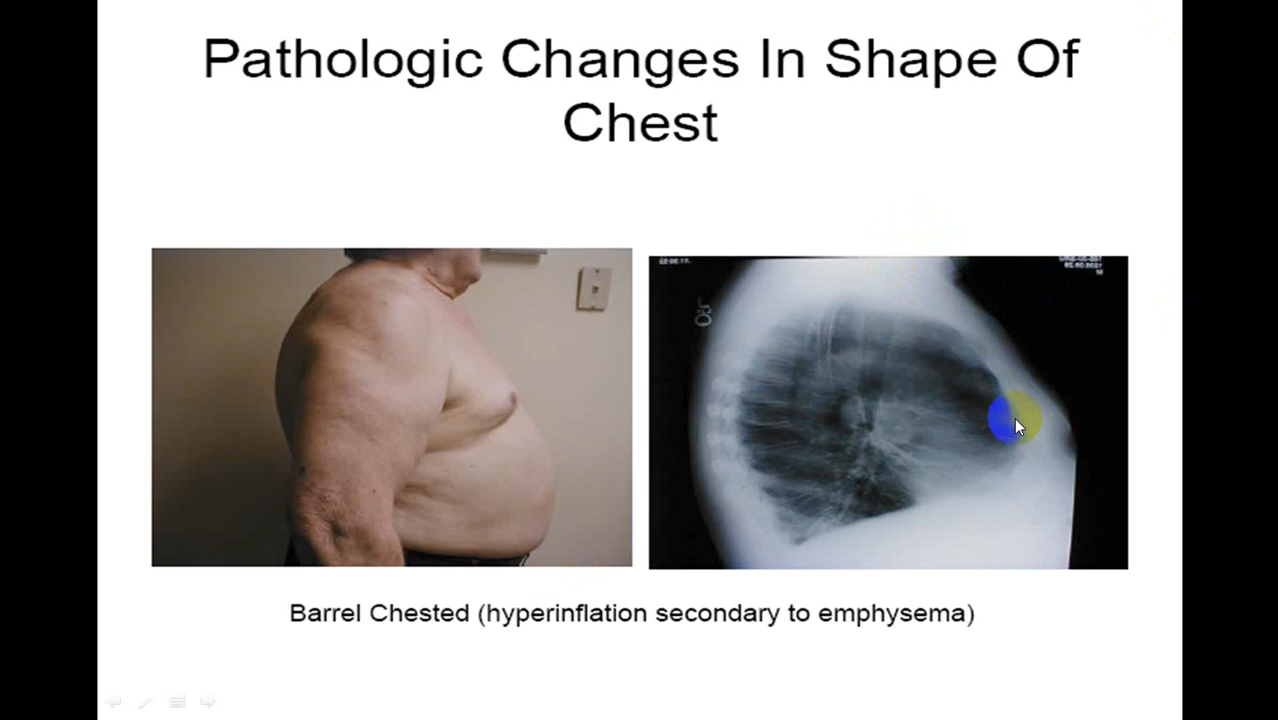 Pathologic Changes In Shape Of
Chest
Barrel Chested (hyperinflation secondary to emphysema)